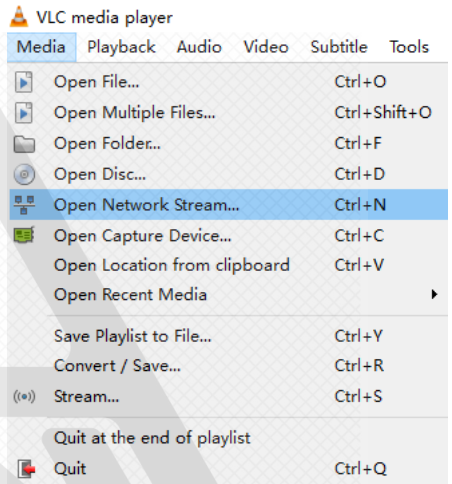 VLC media player
Media Playback Audio Video Subtitle Tools
Open File... Ctrl+O
Open Multiple Files... Ctrl+Shift+O
Open Folder... Ctrl+F
Open Disc... Ctrl+D
Open Network Stream... Ctrl+N
Open Capture Device... Ctrl+C
Open Location from clipboard Ctrl+V
Open Recent Media
Save Playlist to File... Ctrl+Y
Convert / Save... Ctrl+R
Stream... Ctrl+S
Quit at the end of playlist
Quit Ctrl+Q